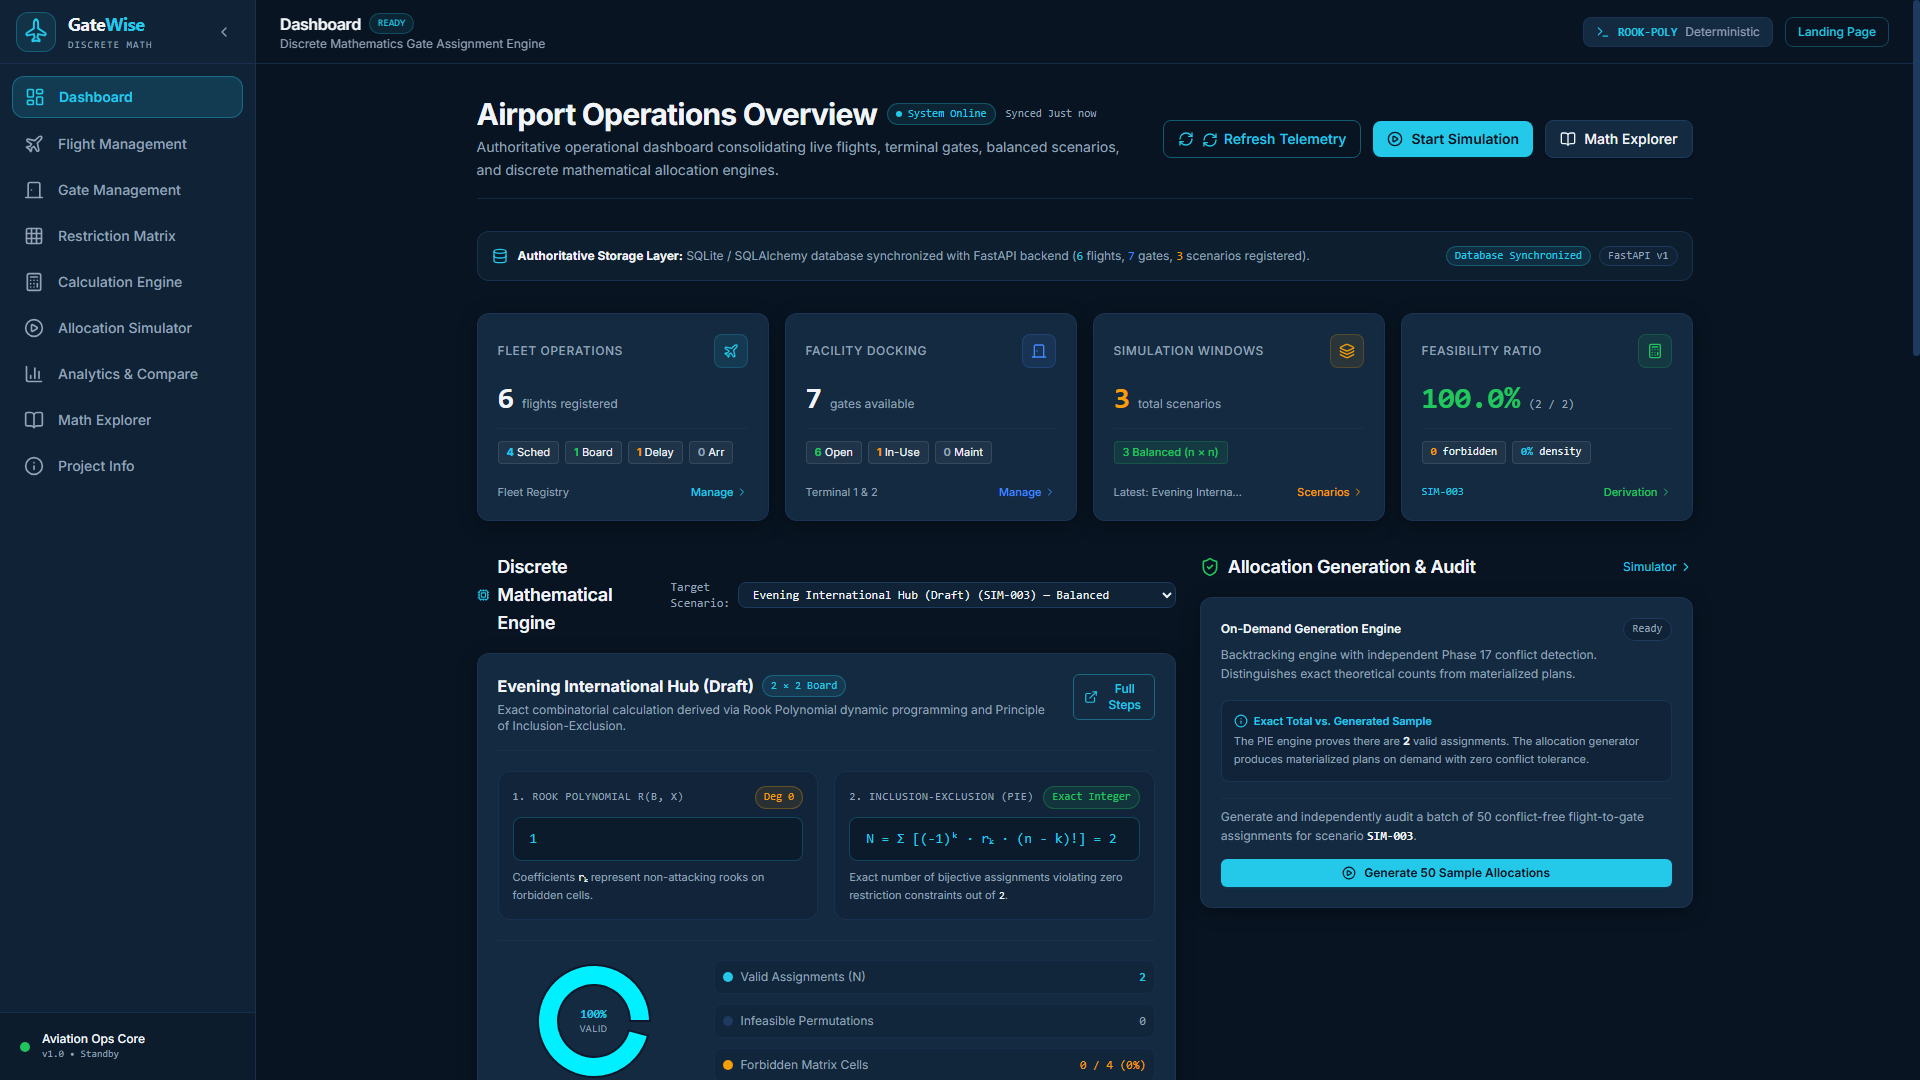 GateWise
DISCRETE MATH
Dashboard
Flight Management
Gate Management
Restriction Matrix
Calculation Engine
Allocation Simulator
Analytics & Compare
Math Explorer
Project Info
Aviation Ops Core
v1.0 • Standby
Dashboard READY
Discrete Mathematics Gate Assignment Engine
ROOK-POLY Deterministic
Landing Page
Airport Operations Overview System Online Synced Just now
Authoritative operational dashboard consolidating live flights, terminal gates, balanced scenarios,
and discrete mathematical allocation engines.
Refresh Telemetry
Start Simulation
Math Explorer
Authoritative Storage Layer: SQLite / SQLAlchemy database synchronized with FastAPI backend (6 flights, 7 gates, 3 scenarios registered).
Database Synchronized
FastAPI v1
FLEET OPERATIONS
6 flights registered
4 Sched 1 Board 1 Delay 0 Arr
Fleet Registry Manage
FACILITY DOCKING
7 gates available
6 Open 1 In-Use 0 Maint
Terminal 1 & 2 Manage
SIMULATION WINDOWS
3 total scenarios
3 Balanced (n × n)
Latest: Evening Interna... Scenarios
FEASIBILITY RATIO
100.0% (2 / 2)
0 forbidden 0% density
SIM-003 Derivation
Discrete
Mathematical
Engine
Target
Scenario:
Evening International Hub (Draft) (SIM-003) — Balanced
Evening International Hub (Draft) 2 × 2 Board
Exact combinatorial calculation derived via Rook Polynomial dynamic programming and Principle
of Inclusion-Exclusion.
Full
Steps
1. ROOK POLYNOMIAL R(B, X) Deg 0
1
Coefficients rₖ represent non-attacking rooks on
forbidden cells.
2. INCLUSION-EXCLUSION (PIE) Exact Integer
N = Σ [(-1)ᵏ · rₖ · (n - k)!] = 2
Exact number of bijective assignments violating zero
restriction constraints out of 2.
100%
VALID
Valid Assignments (N) 2
Infeasible Permutations 0
Forbidden Matrix Cells 0 / 4 (0%)
Allocation Generation & Audit
Simulator
On-Demand Generation Engine Ready
Backtracking engine with independent Phase 17 conflict detection.
Distinguishes exact theoretical counts from materialized plans.
Exact Total vs. Generated Sample
The PIE engine proves there are 2 valid assignments. The allocation generator
produces materialized plans on demand with zero conflict tolerance.
Generate and independently audit a batch of 50 conflict-free flight-to-gate
assignments for scenario SIM-003.
Generate 50 Sample Allocations